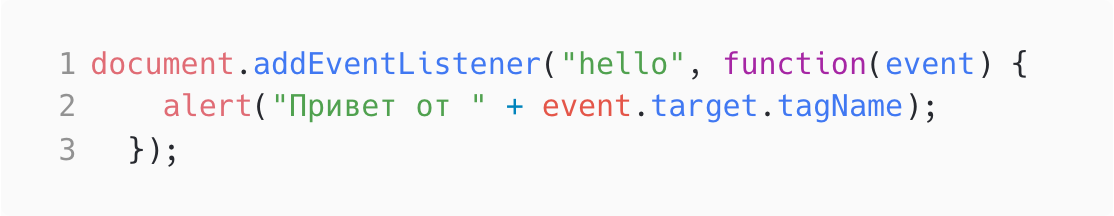 1 document.addEventListener("hello", function(event) {
2     alert("Привет от " + event.target.tagName);
3   });